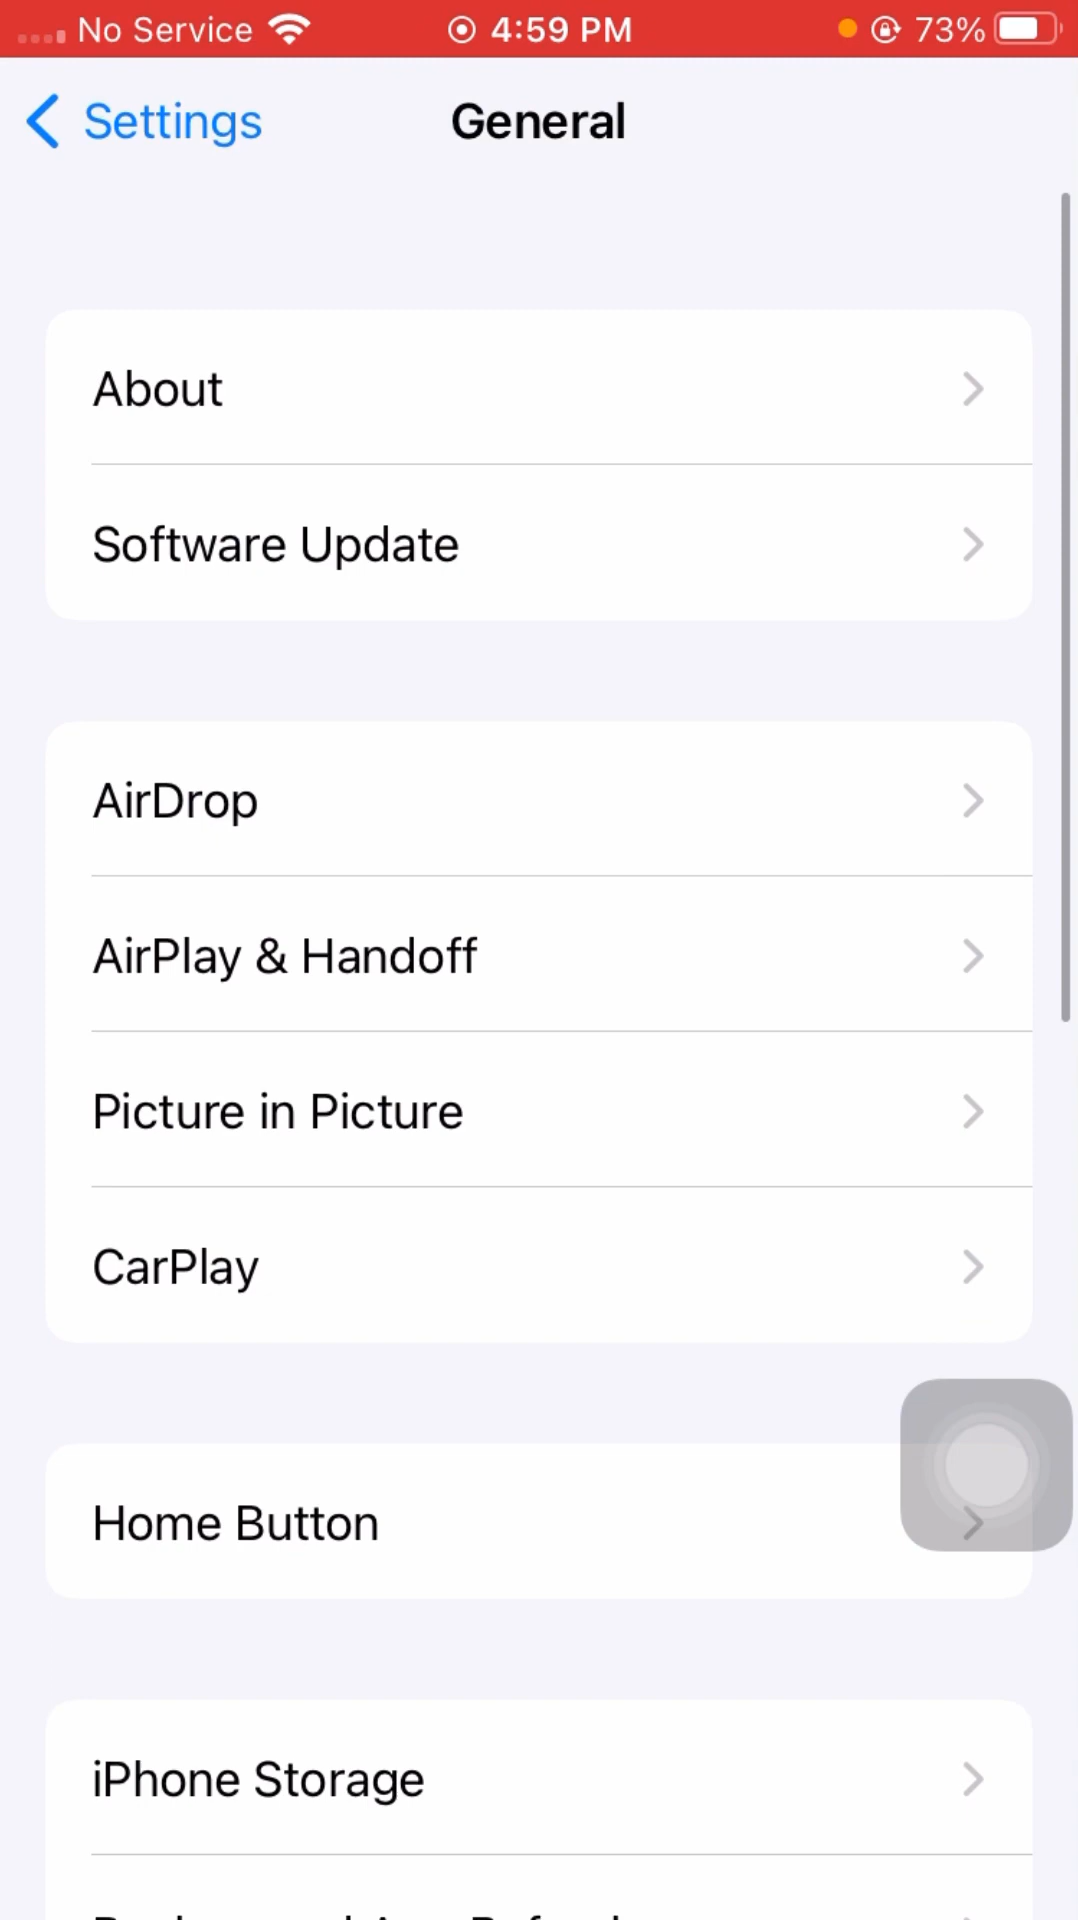 No Service 4:59 PM 73%
Settings General
About
Software Update
AirDrop
AirPlay & Handoff
Picture in Picture
CarPlay
Home Button
iPhone Storage